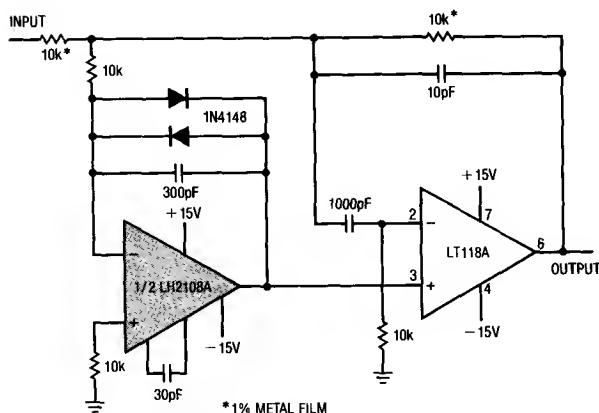 INPUT
10k*
10k
10k*
10pF
1N4148
300pF
+15V
1000pF
+15V
2
7
LT118A
6
3
4
OUTPUT
1/2 LH2108A
-15V
10k
-15V
10k
30pF
*1% METAL FILM